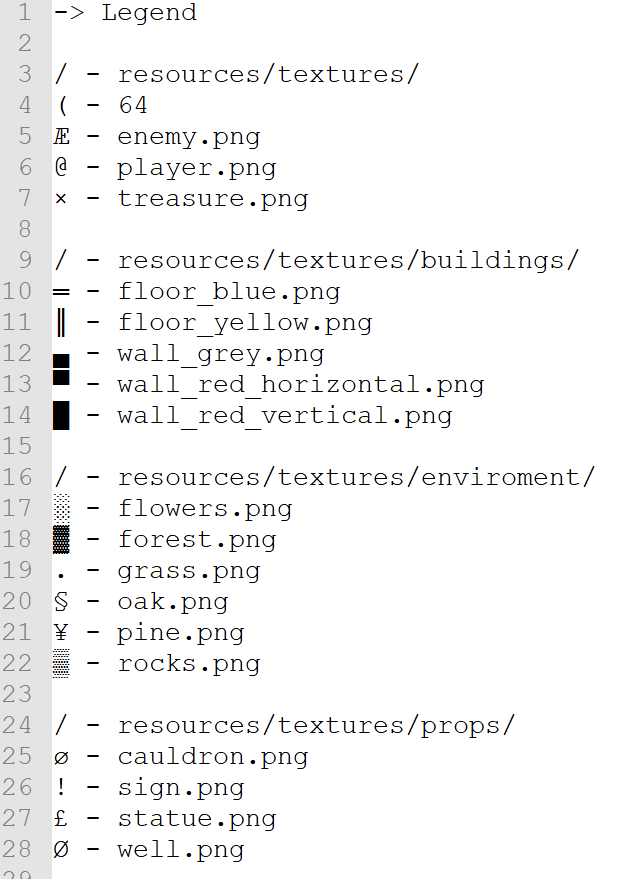 1 -> Legend
2
3 / - resources/textures/
4 ( - 64
5 Æ - enemy.png
6 @ - player.png
7 × - treasure.png
8
9 / - resources/textures/buildings/
10 ═ - floor_blue.png
11 ║ - floor_yellow.png
12 ▄ - wall_grey.png
13 ▀ - wall_red_horizontal.png
14 █ - wall_red_vertical.png
15
16 / - resources/textures/enviroment/
17 ░ - flowers.png
18 ▓ - forest.png
19 . - grass.png
20 § - oak.png
21 ¥ - pine.png
22 ▒ - rocks.png
23
24 / - resources/textures/props/
25 ø - cauldron.png
26 ! - sign.png
27 £ - statue.png
28 Ø - well.png
29